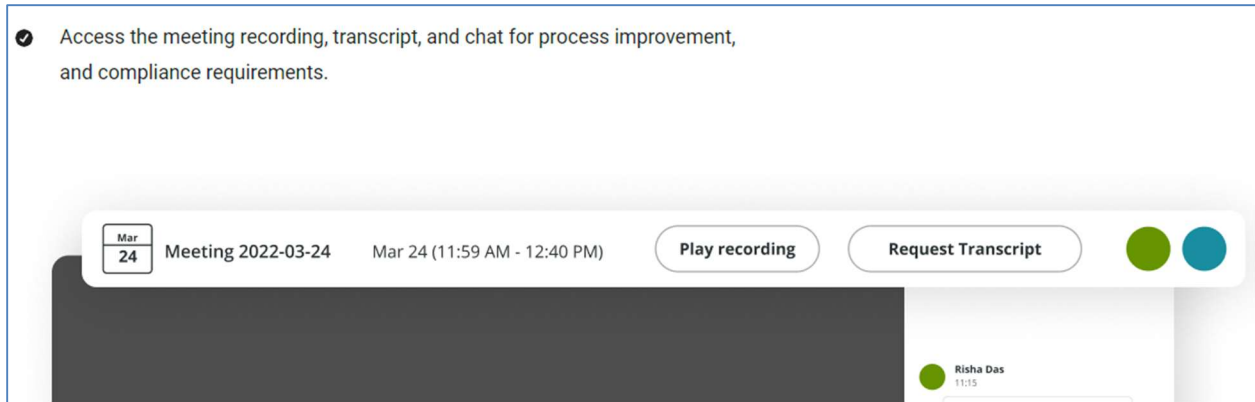 Access the meeting recording, transcript, and chat for process improvement,
and compliance requirements.
Mar
24
Meeting 2022-03-24
Mar 24 (11:59 AM - 12:40 PM)
Play recording
Request Transcript
Risha Das
11:15